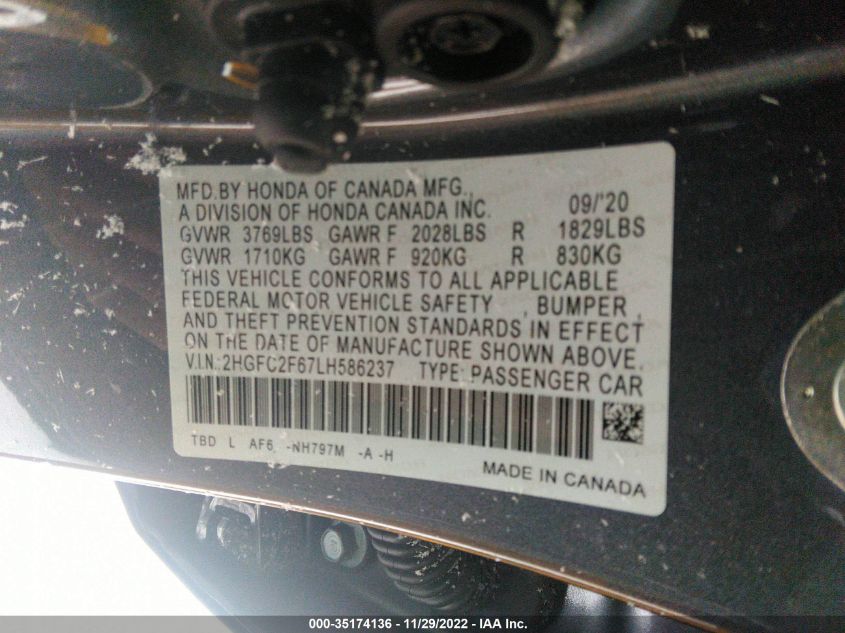 MFD.BY HONDA OF CANADA MFG.,
A DIVISION OF HONDA CANADA INC. 09/'20
GVWR 3769LBS GAWR F 2028LBS R 1829LBS
GVWR 1710KG GAWR F 920KG R 830KG
THIS VEHICLE CONFORMS TO ALL APPLICABLE
FEDERAL MOTOR VEHICLE SAFETY , BUMPER ,
AND THEFT PREVENTION STANDARDS IN EFFECT
ON THE DATE OF MANUFACTURE SHOWN ABOVE.
V.I.N.:2HGFC2F67LH586237 TYPE: PASSENGER CAR
TBD L AF6 -NH797M -A -H
MADE IN CANADA
000-35174136 - 11/29/2022 - IAA Inc.